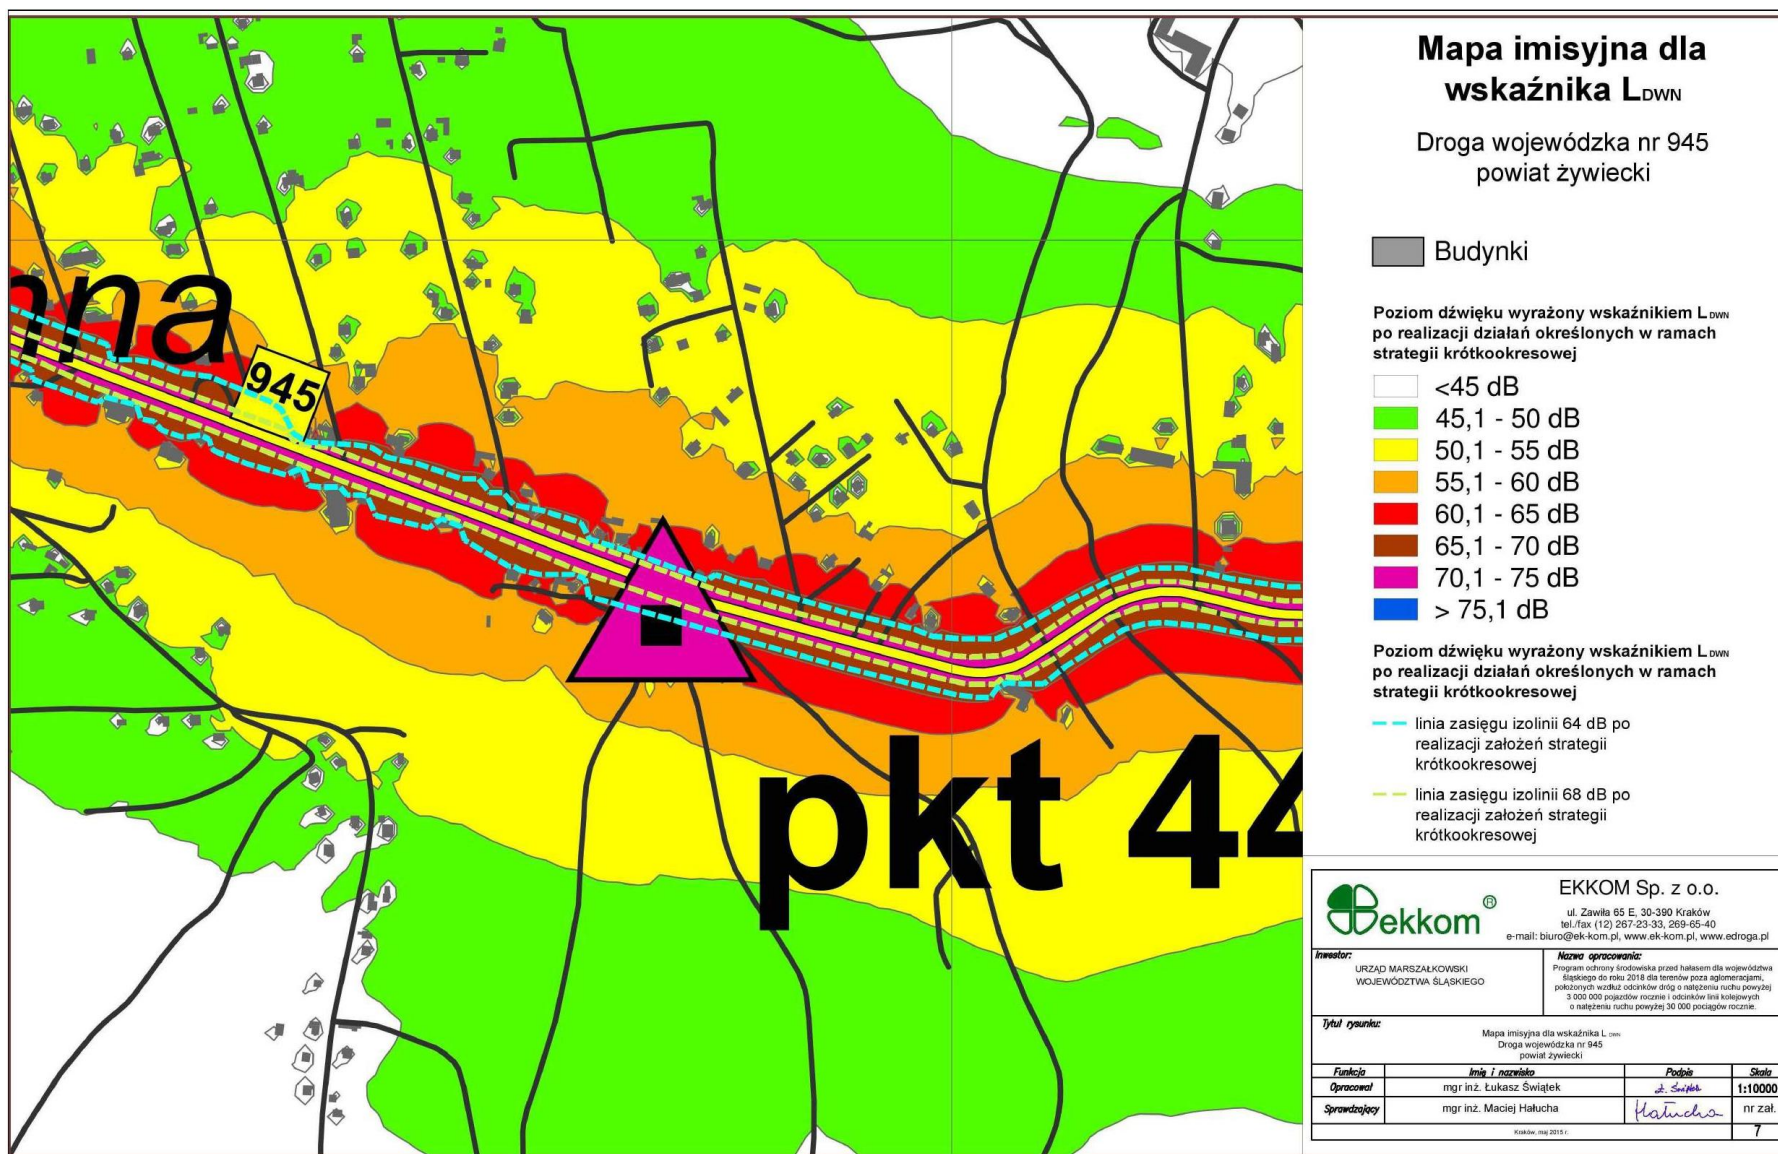 nna
945
pkt 44
Mapa imisyjna dla
wskaźnika LDWN
Droga wojewódzka nr 945
powiat żywiecki
Budynki
Poziom dźwięku wyrażony wskaźnikiem LDWN
po realizacji działań określonych w ramach
strategii krótkookresowej
<45 dB
45,1 - 50 dB
50,1 - 55 dB
55,1 - 60 dB
60,1 - 65 dB
65,1 - 70 dB
70,1 - 75 dB
> 75,1 dB
Poziom dźwięku wyrażony wskaźnikiem LDWN
po realizacji działań określonych w ramach
strategii krótkookresowej
linia zasięgu izolinii 64 dB po
realizacji założeń strategii
krótkookresowej
linia zasięgu izolinii 68 dB po
realizacji założeń strategii
krótkookresowej
ekkom®
EKKOM Sp. z o.o.
ul. Zawiła 65 E, 30-390 Kraków
tel./fax (12) 267-23-33, 269-65-40
e-mail: biuro@ek-kom.pl, www.ek-kom.pl, www.edroga.pl
Inwestor:
URZĄD MARSZAŁKOWSKI
WOJEWÓDZTWA ŚLĄSKIEGO
Nazwa opracowania:
Program ochrony środowiska przed hałasem dla województwa
śląskiego do roku 2018 dla terenów poza aglomeracjami,
położonych wzdłuż odcinków dróg o natężeniu ruchu powyżej
3 000 000 pojazdów rocznie i odcinków linii kolejowych
o natężeniu ruchu powyżej 30 000 pociągów rocznie.
Tytuł rysunku:
Mapa imisyjna dla wskaźnika L DWN
Droga wojewódzka nr 945
powiat żywiecki
Funkcja Imię i nazwisko Podpis Skala
Opracował mgr inż. Łukasz Świątek Ł. Świątek 1:10000
Sprawdzający mgr inż. Maciej Hałucha Hałucha nr zał.
Kraków, maj 2015 r. 7